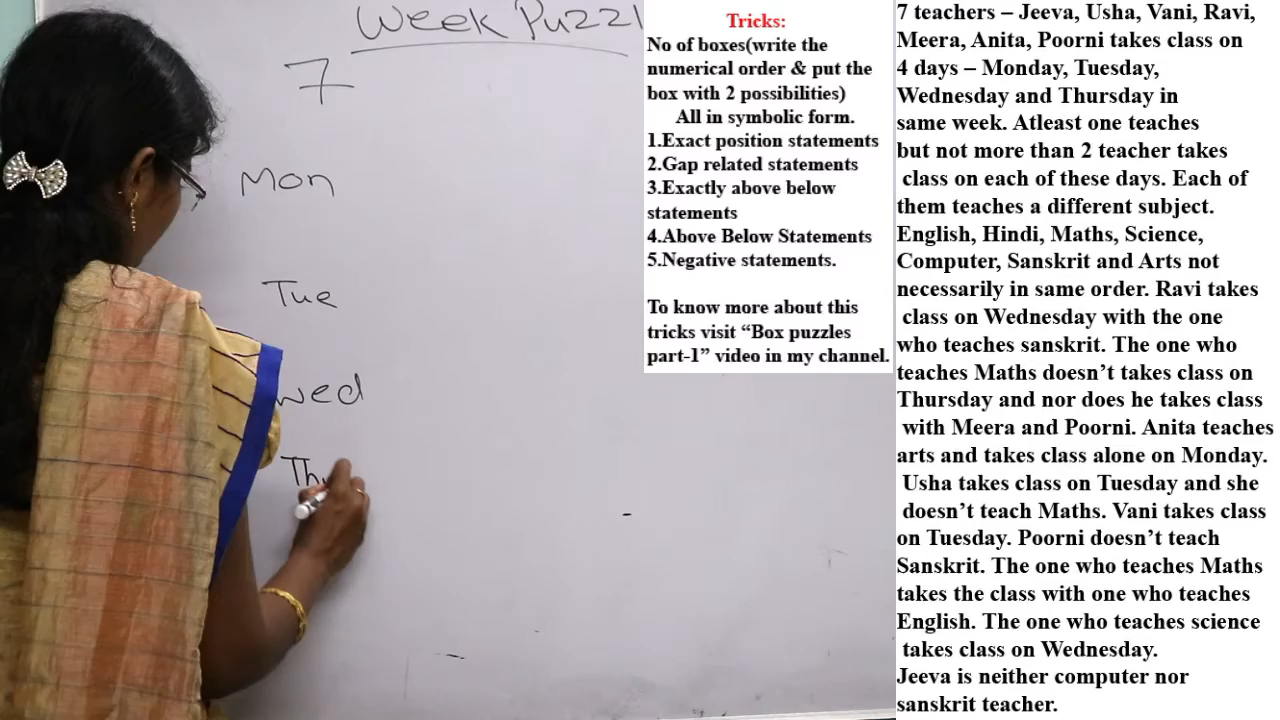 Week Puzzl
7
Mon
Tue
Wed
Thu
Tricks:
No of boxes(write the
numerical order & put the
box with 2 possibilities)
All in symbolic form.
1.Exact position statements
2.Gap related statements
3.Exactly above below
statements
4.Above Below Statements
5.Negative statements.
To know more about this
tricks visit “Box puzzles
part-1” video in my channel.
7 teachers – Jeeva, Usha, Vani, Ravi,
Meera, Anita, Poorni takes class on
4 days – Monday, Tuesday,
Wednesday and Thursday in
same week. Atleast one teaches
but not more than 2 teacher takes
class on each of these days. Each of
them teaches a different subject.
English, Hindi, Maths, Science,
Computer, Sanskrit and Arts not
necessarily in same order. Ravi takes
class on Wednesday with the one
who teaches sanskrit. The one who
teaches Maths doesn’t takes class on
Thursday and nor does he takes class
with Meera and Poorni. Anita teaches
arts and takes class alone on Monday.
Usha takes class on Tuesday and she
doesn’t teach Maths. Vani takes class
on Tuesday. Poorni doesn’t teach
Sanskrit. The one who teaches Maths
takes the class with one who teaches
English. The one who teaches science
takes class on Wednesday.
Jeeva is neither computer nor
sanskrit teacher.